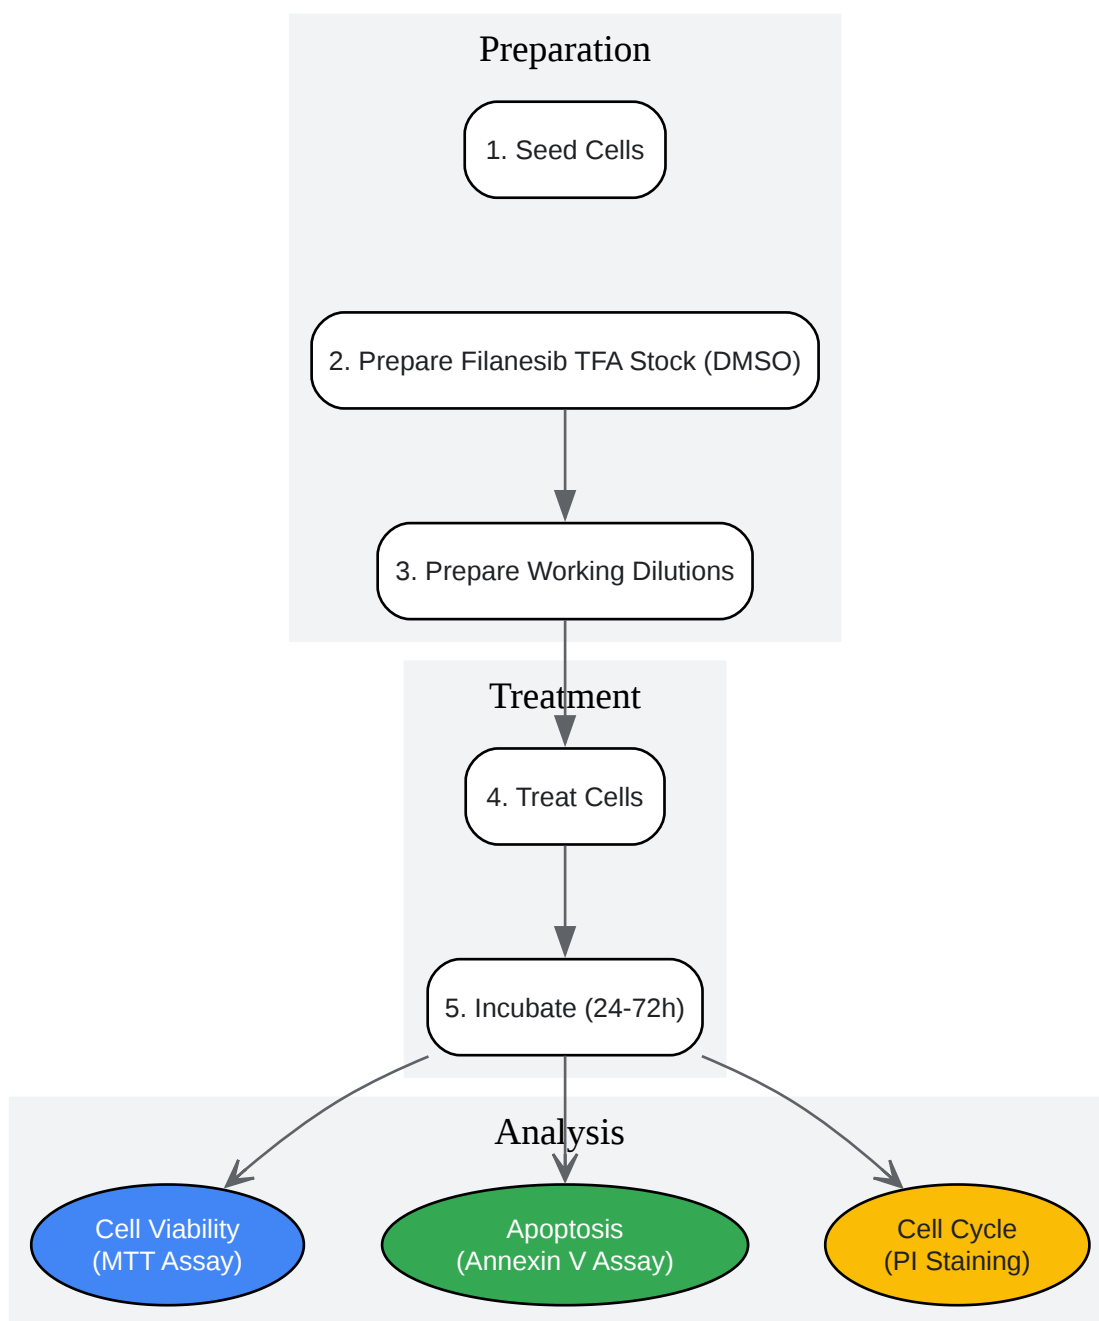 Preparation
1. Seed Cells
2. Prepare Filanesib TFA Stock (DMSO)
3. Prepare Working Dilutions
Treatment
4. Treat Cells
5. Incubate (24-72h)
Analysis
Cell Viability
(MTT Assay)
Apoptosis
(Annexin V Assay)
Cell Cycle
(PI Staining)